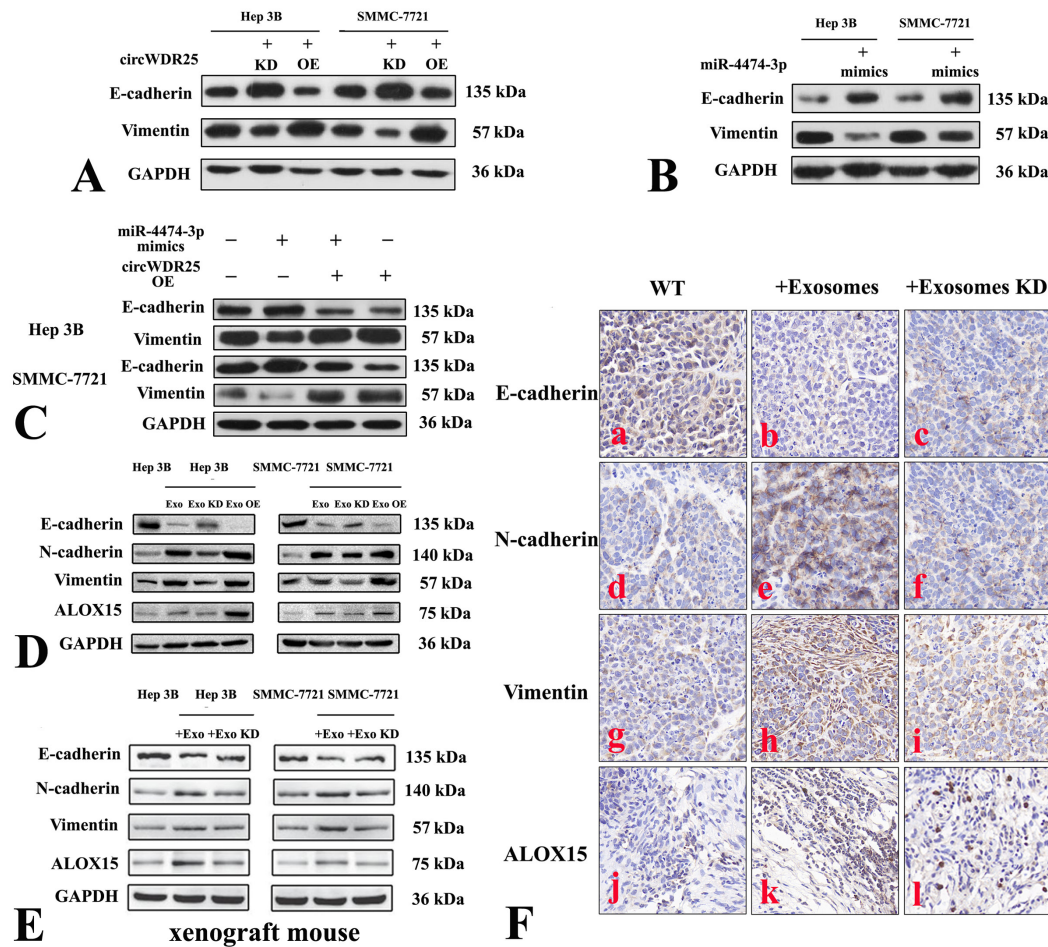 Hep 3B SMMC-7721
+ + + +
circWDR25 KD OE KD OE
E-cadherin 135 kDa
Vimentin 57 kDa
GAPDH 36 kDa
A
Hep 3B SMMC-7721
+ +
miR-4474-3p mimics mimics
E-cadherin 135 kDa
Vimentin 57 kDa
GAPDH 36 kDa
B
miR-4474-3p mimics − + + −
circWDR25 OE − − + +
Hep 3B
E-cadherin 135 kDa
Vimentin 57 kDa
SMMC-7721
E-cadherin 135 kDa
Vimentin 57 kDa
GAPDH 36 kDa
C
Hep 3B Hep 3B SMMC-7721 SMMC-7721
Exo Exo KD Exo OE Exo Exo KD Exo OE
E-cadherin 135 kDa
N-cadherin 140 kDa
Vimentin 57 kDa
ALOX15 75 kDa
GAPDH 36 kDa
D
Hep 3B Hep 3B SMMC-7721 SMMC-7721
+Exo +Exo KD +Exo +Exo KD
E-cadherin 135 kDa
N-cadherin 140 kDa
Vimentin 57 kDa
ALOX15 75 kDa
GAPDH 36 kDa
E
xenograft mouse
WT +Exosomes +Exosomes KD
E-cadherin a b c
N-cadherin d e f
Vimentin g h i
ALOX15 j k l
F